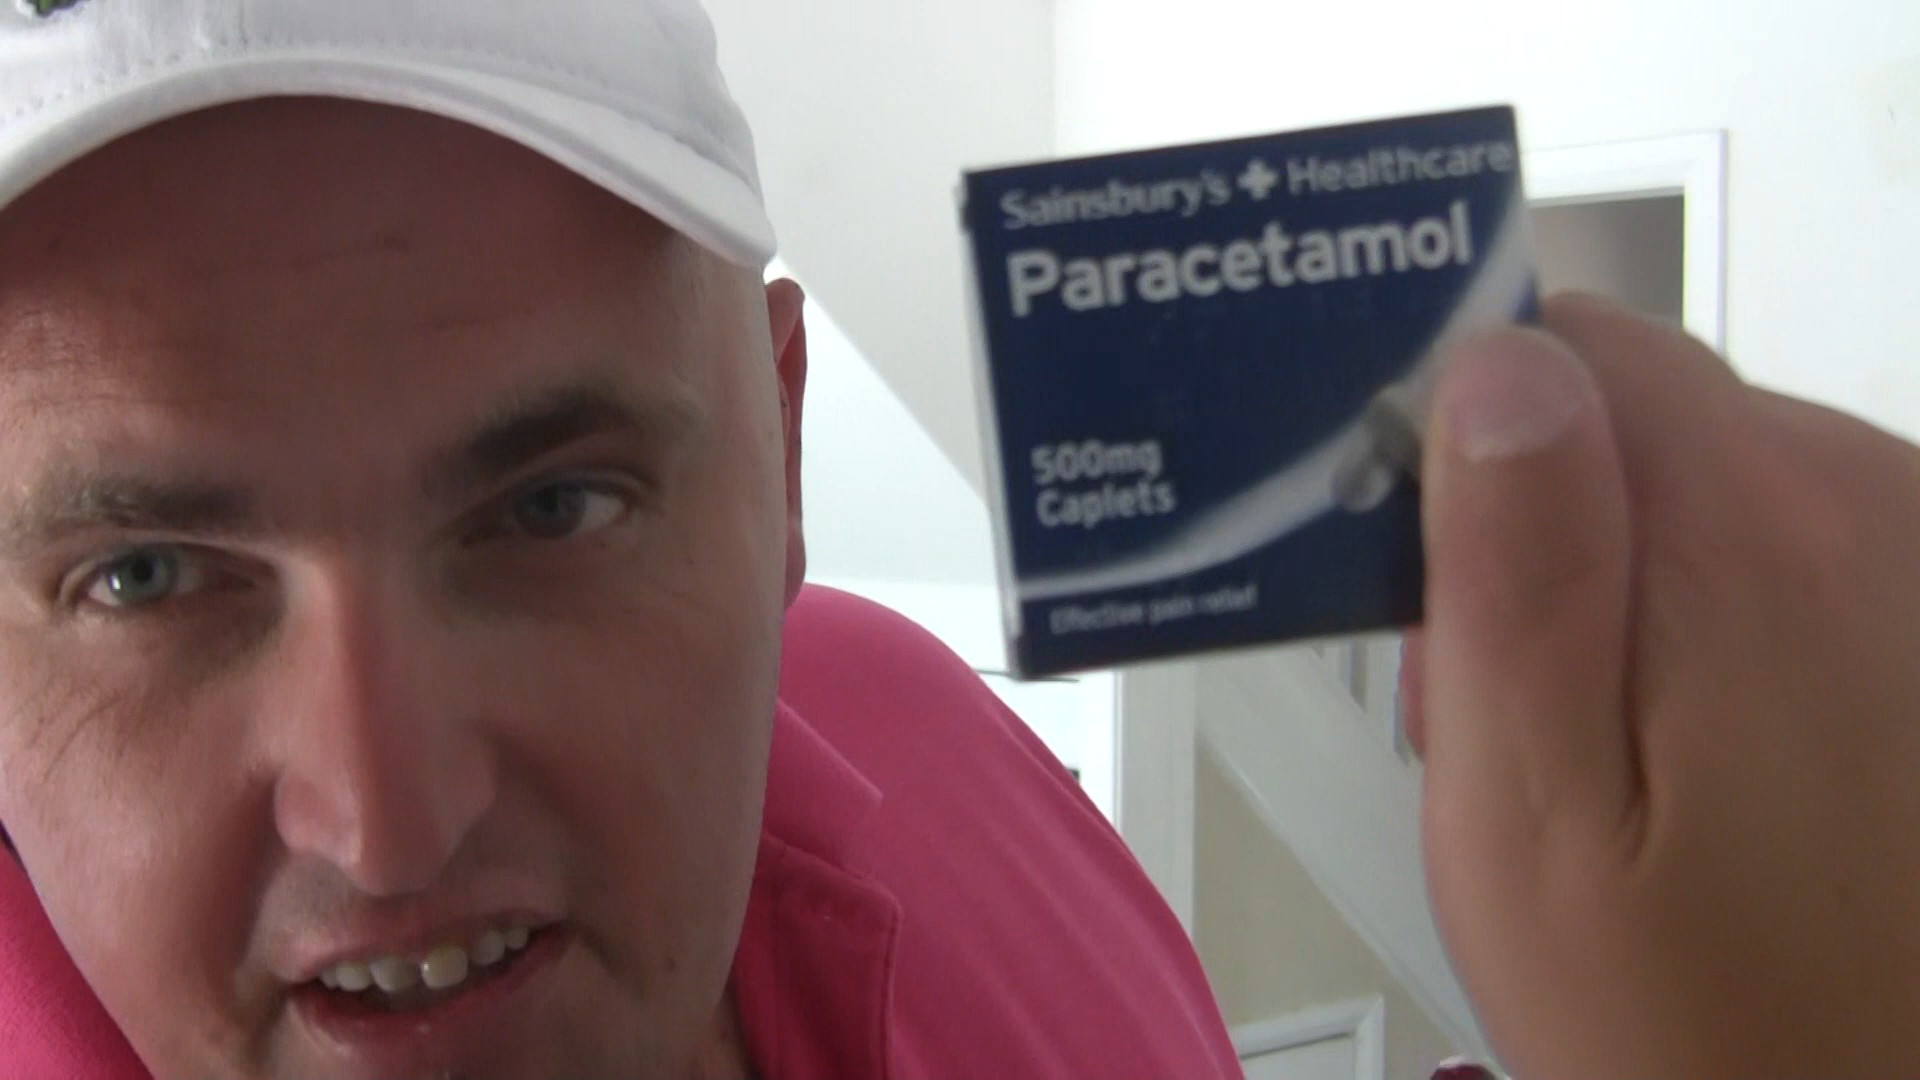 Sainsbury's Healthcare
Paracetamol
500mg
Caplets
Effective pain relief